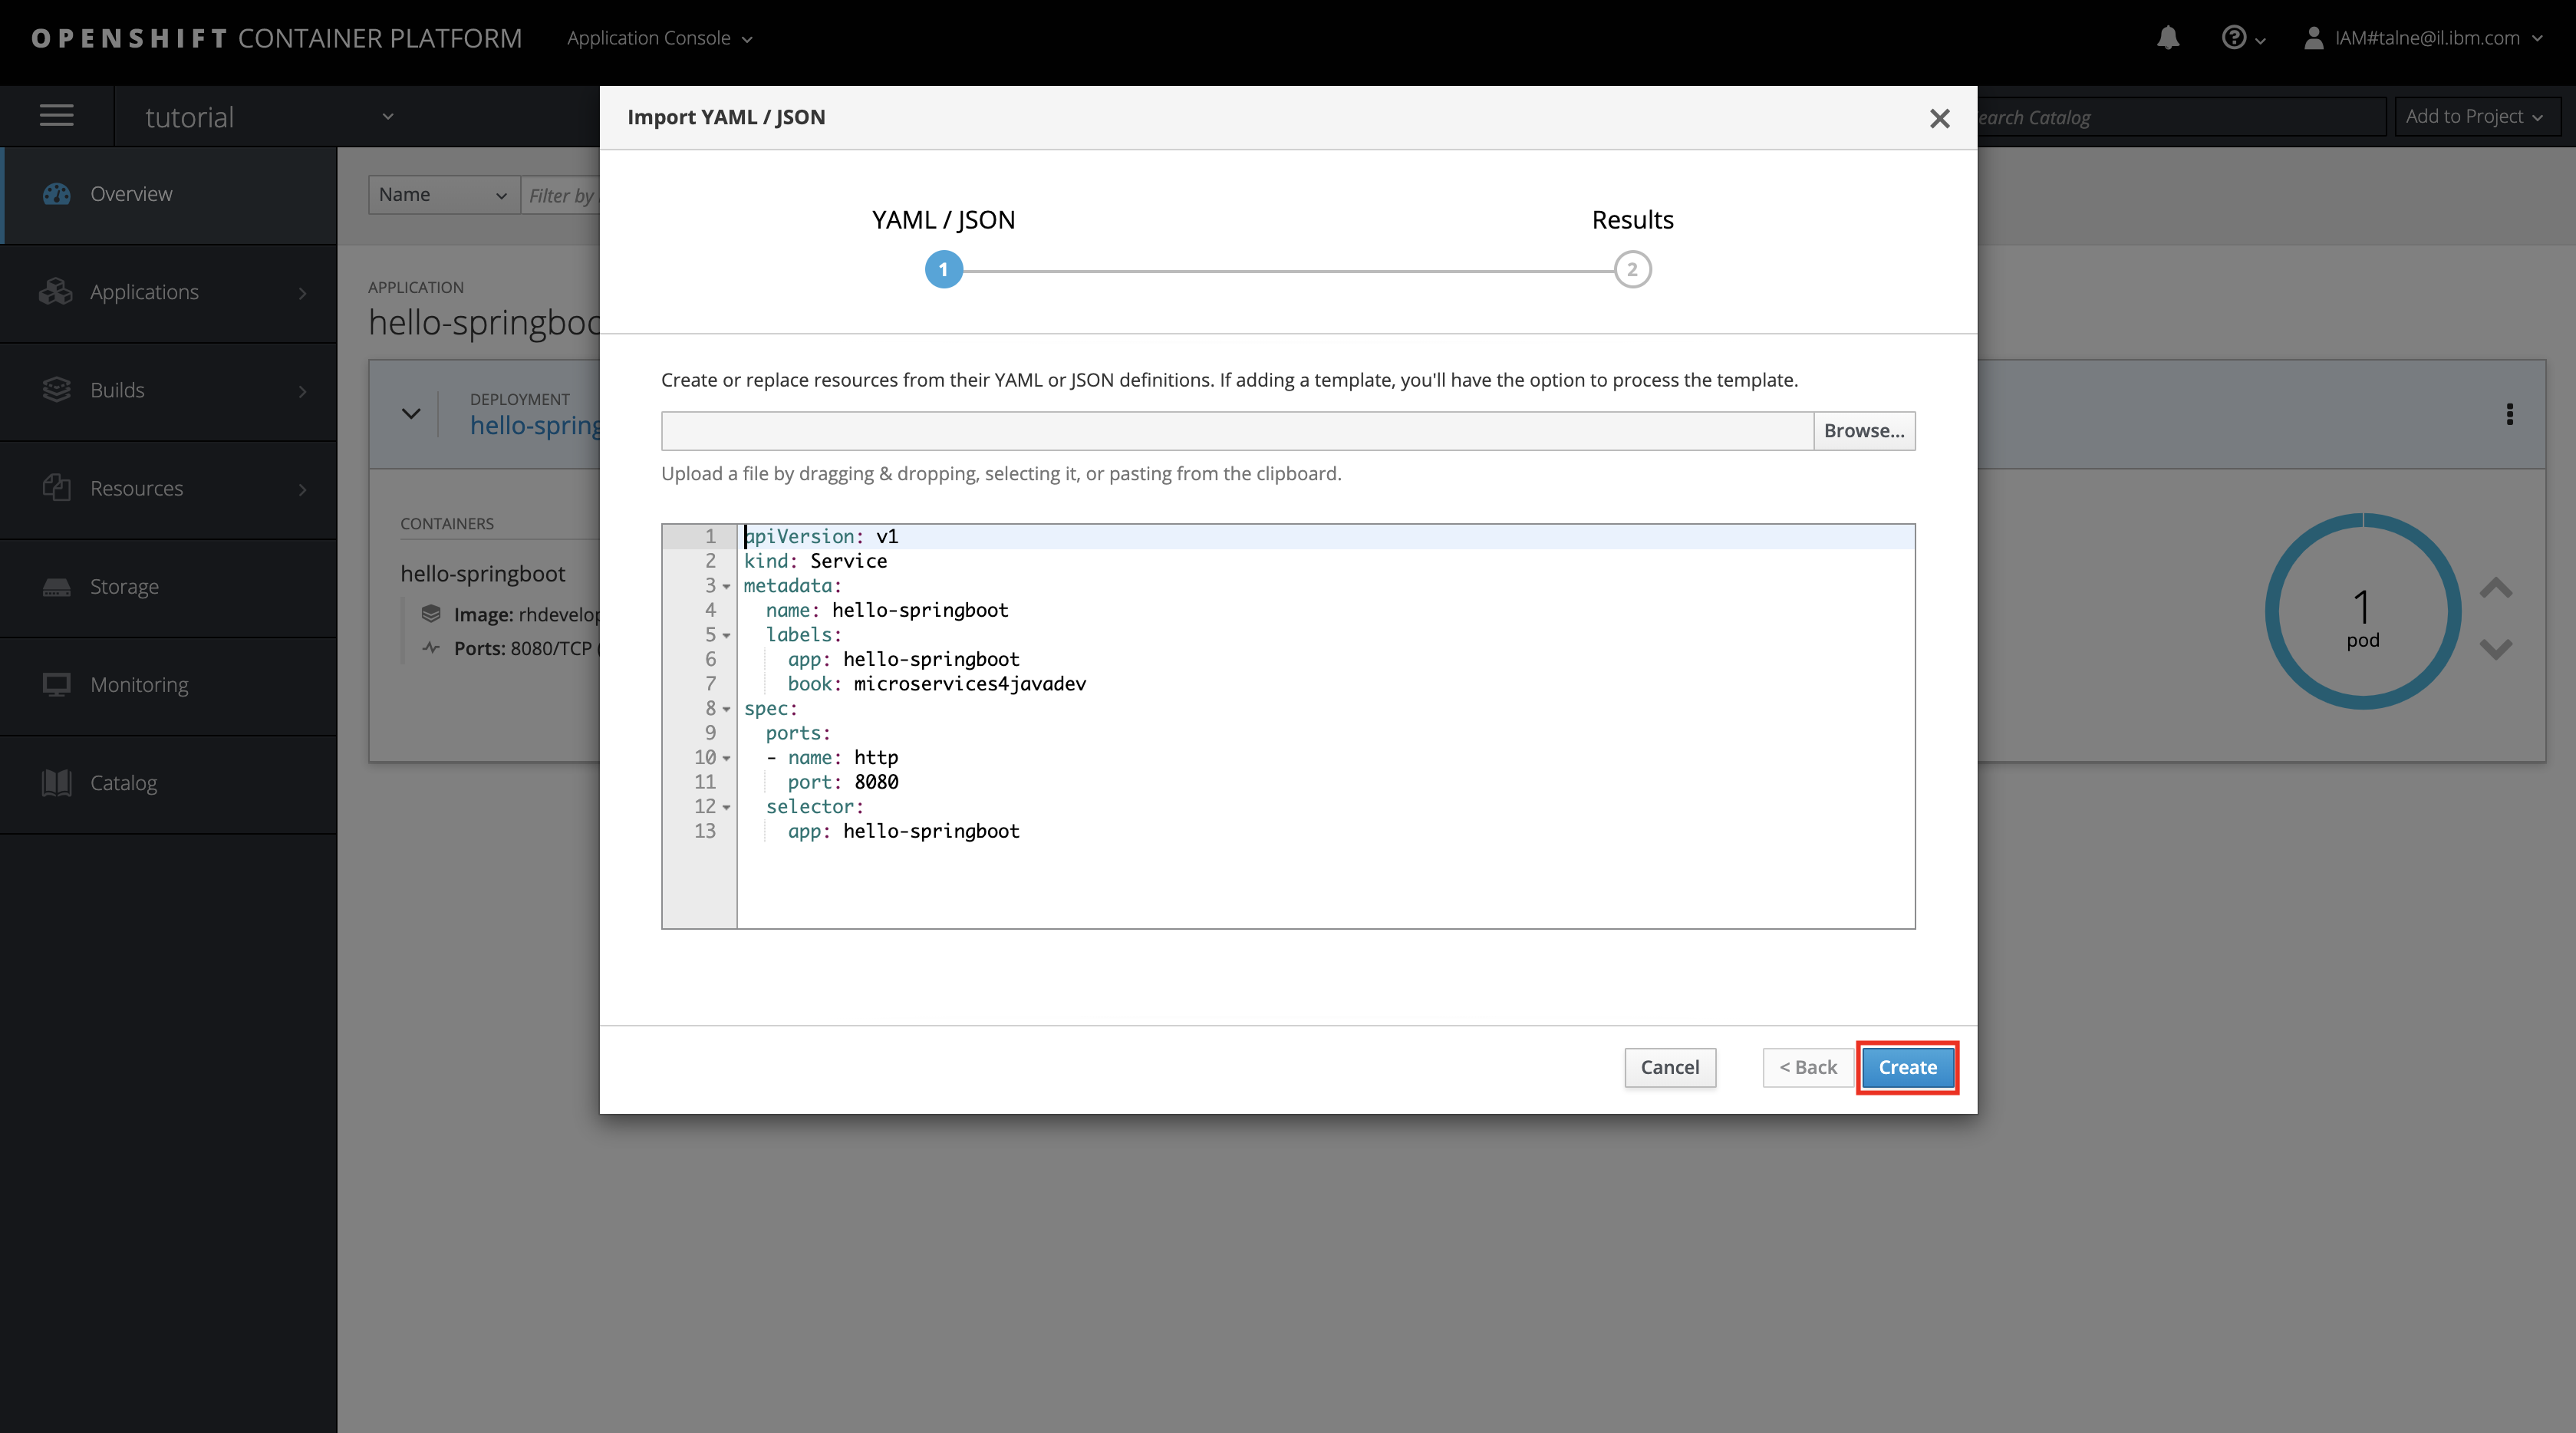 OPENSHIFT CONTAINER PLATFORM
Application Console
IAM#talne@il.ibm.com
tutorial
Catalog
Add to Project
Overview
Applications
Builds
Resources
Storage
Monitoring
Catalog
Name
Filter by
APPLICATION
DEPLOYMENT
CONTAINERS
hello-springboot
Image:
Ports: 8080/TCP
1
pod
Import YAML / JSON
YAML / JSON
Results
1
2
Create or replace resources from their YAML or JSON definitions. If adding a template, you'll have the option to process the template.
Browse...
Upload a file by dragging & dropping, selecting it, or pasting from the clipboard.
1 apiVersion: v1
2 kind: Service
3 metadata:
4 name: hello-springboot
5 labels:
6 app: hello-springboot
7 book: microservices4javadev
8 spec:
9 ports:
10 - name: http
11 port: 8080
12 selector:
13 app: hello-springboot
Cancel
< Back
Create